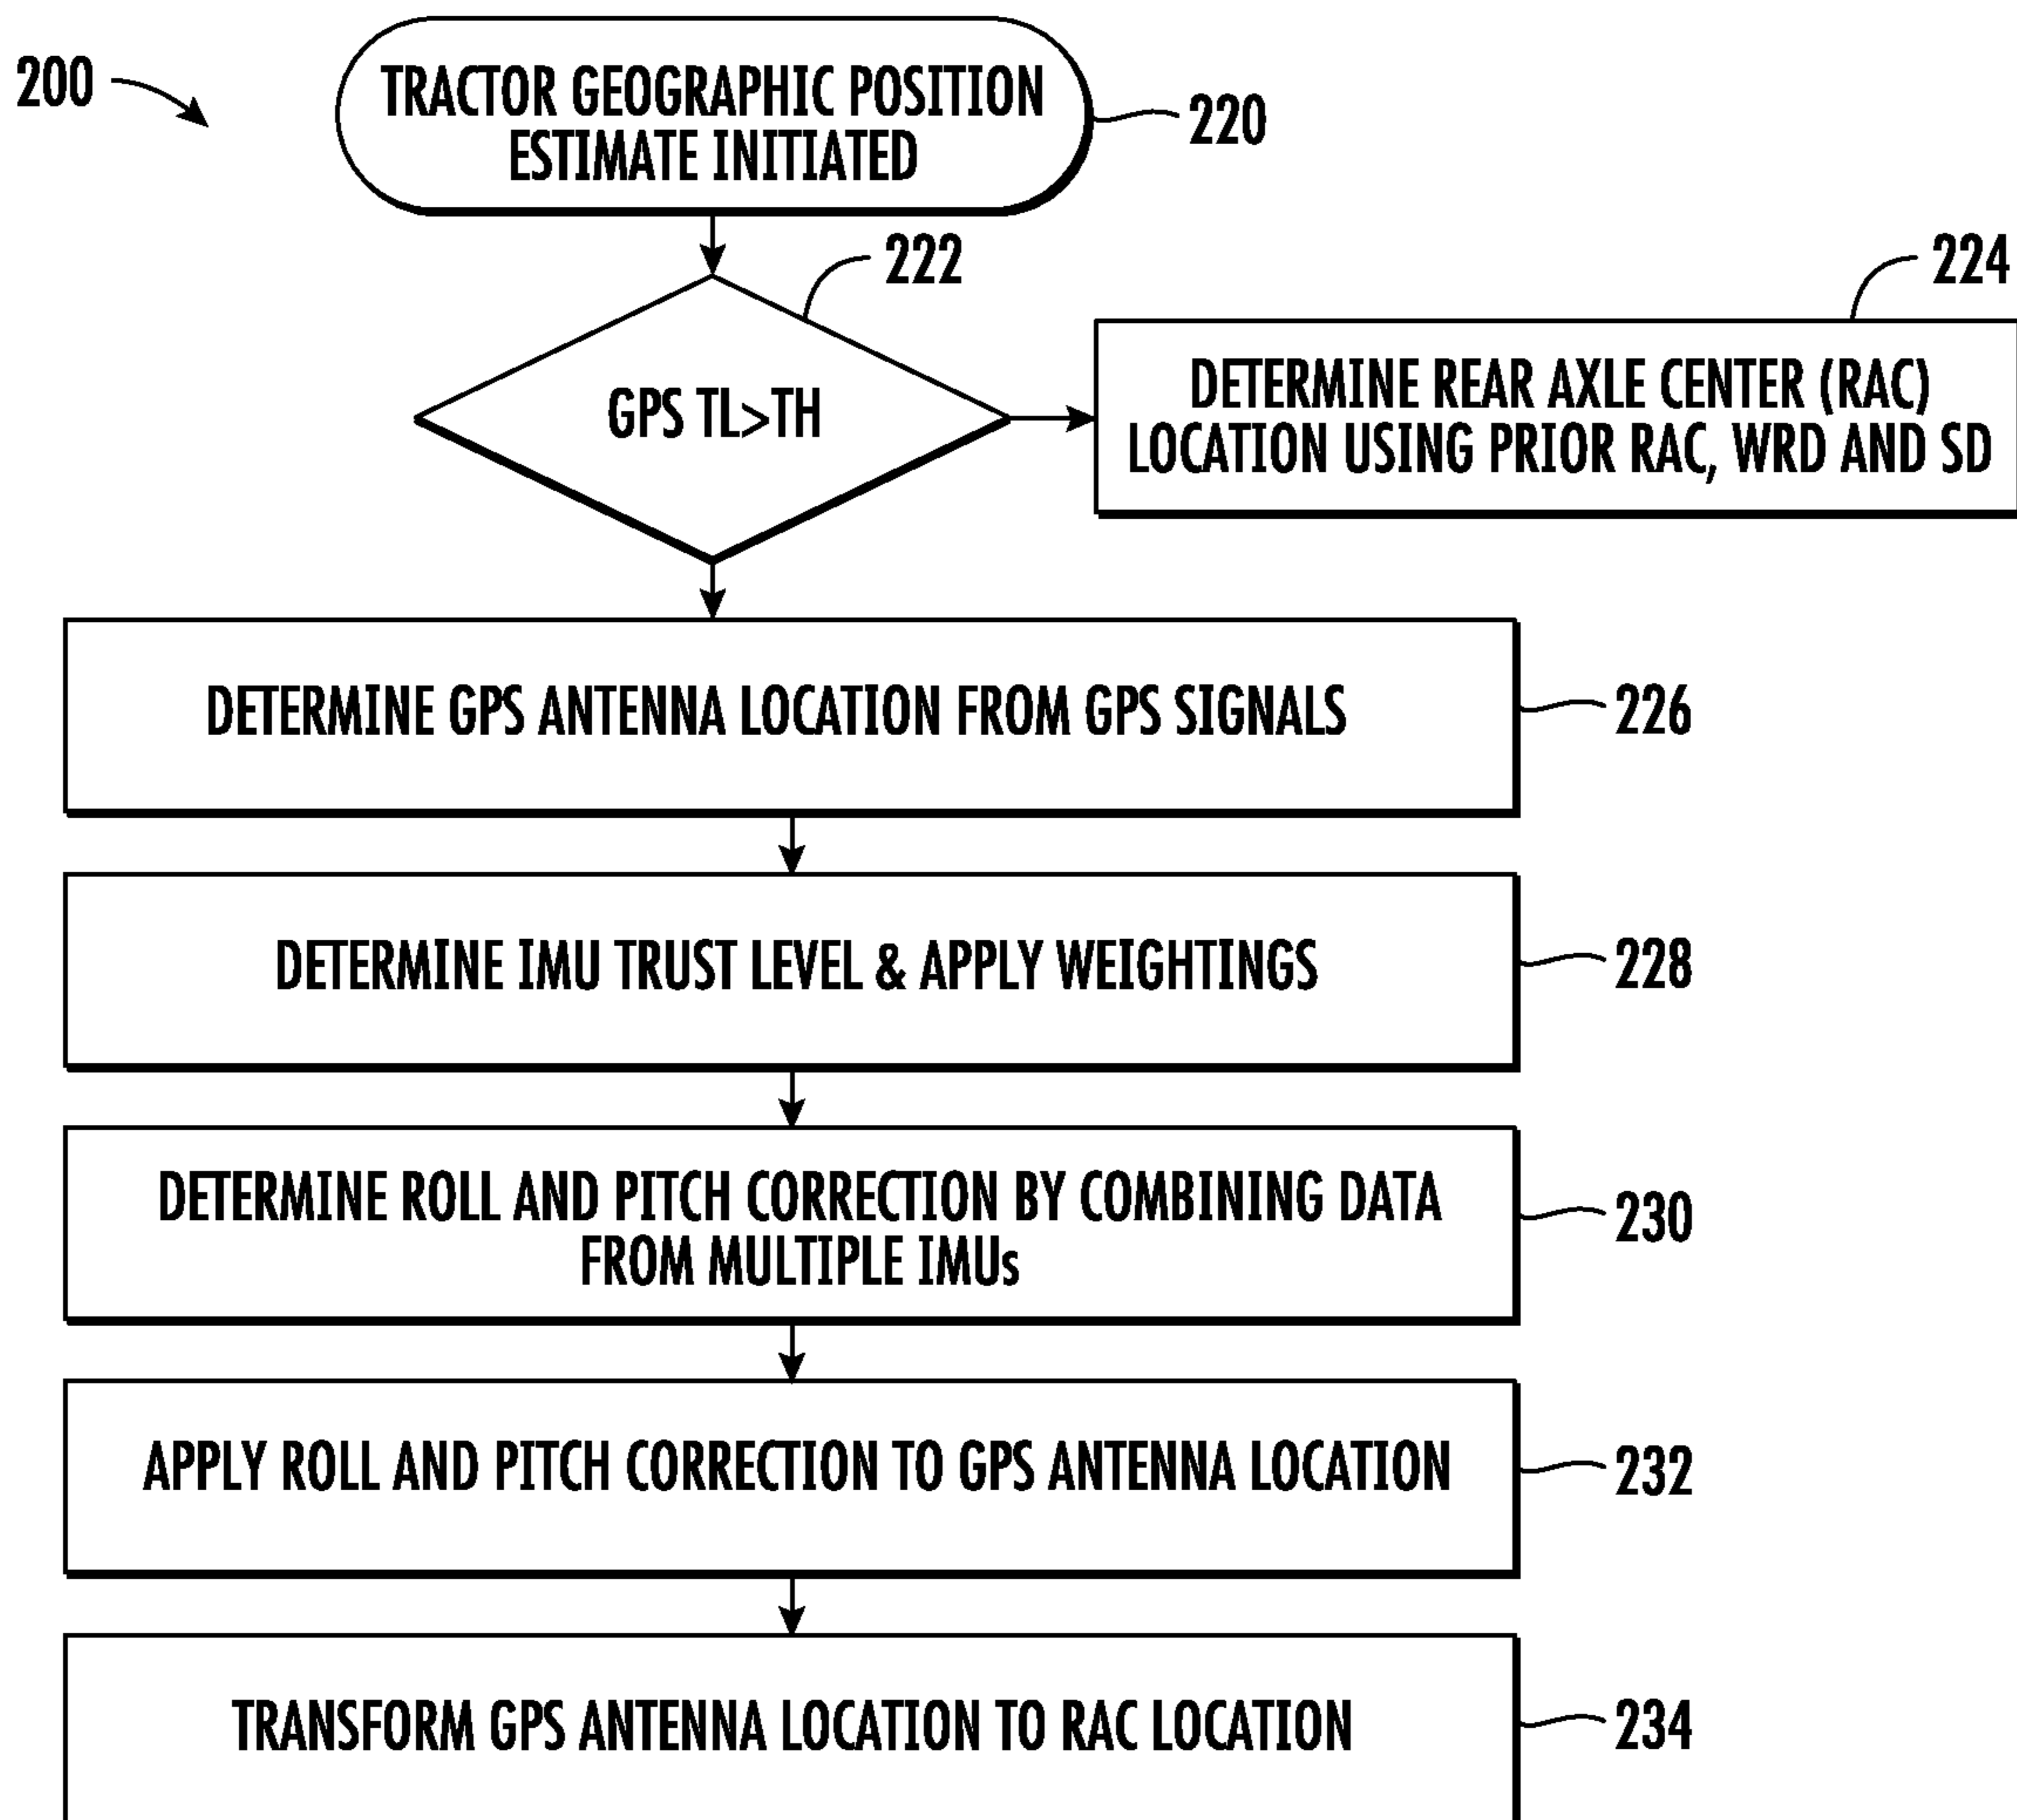 200
TRACTOR GEOGRAPHIC POSITION
ESTIMATE INITIATED
220
222
GPS TL>TH
224
DETERMINE REAR AXLE CENTER (RAC)
LOCATION USING PRIOR RAC, WRD AND SD
DETERMINE GPS ANTENNA LOCATION FROM GPS SIGNALS
226
DETERMINE IMU TRUST LEVEL & APPLY WEIGHTINGS
228
DETERMINE ROLL AND PITCH CORRECTION BY COMBINING DATA
FROM MULTIPLE IMUs
230
APPLY ROLL AND PITCH CORRECTION TO GPS ANTENNA LOCATION
232
TRANSFORM GPS ANTENNA LOCATION TO RAC LOCATION
234